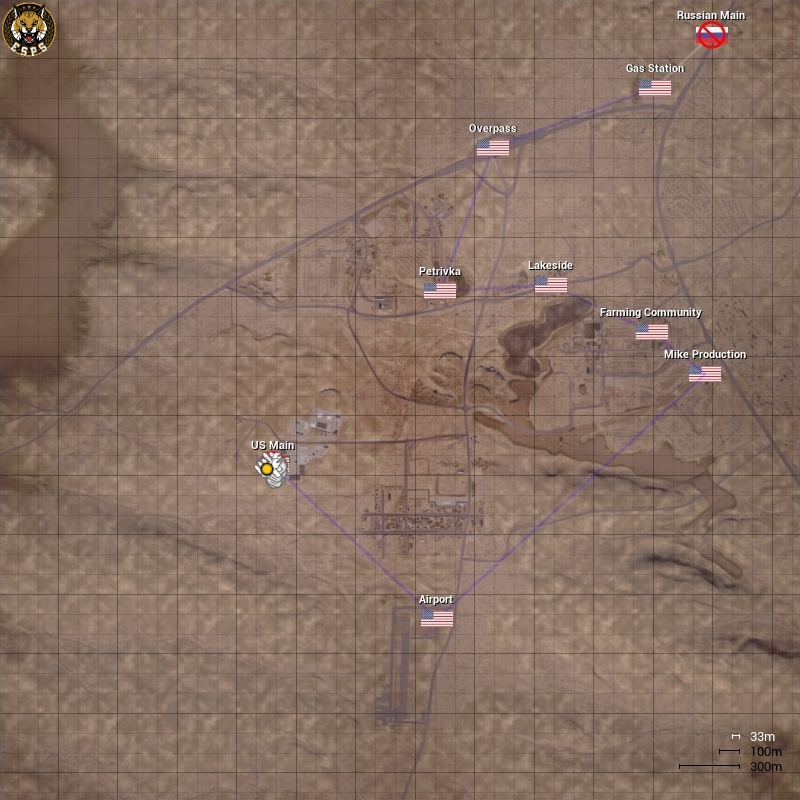 E.S.P.S
Russian Main
Gas Station
Overpass
Lakeside
Petrivka
Farming Community
Mike Production
US Main
Airport
33m
100m
300m